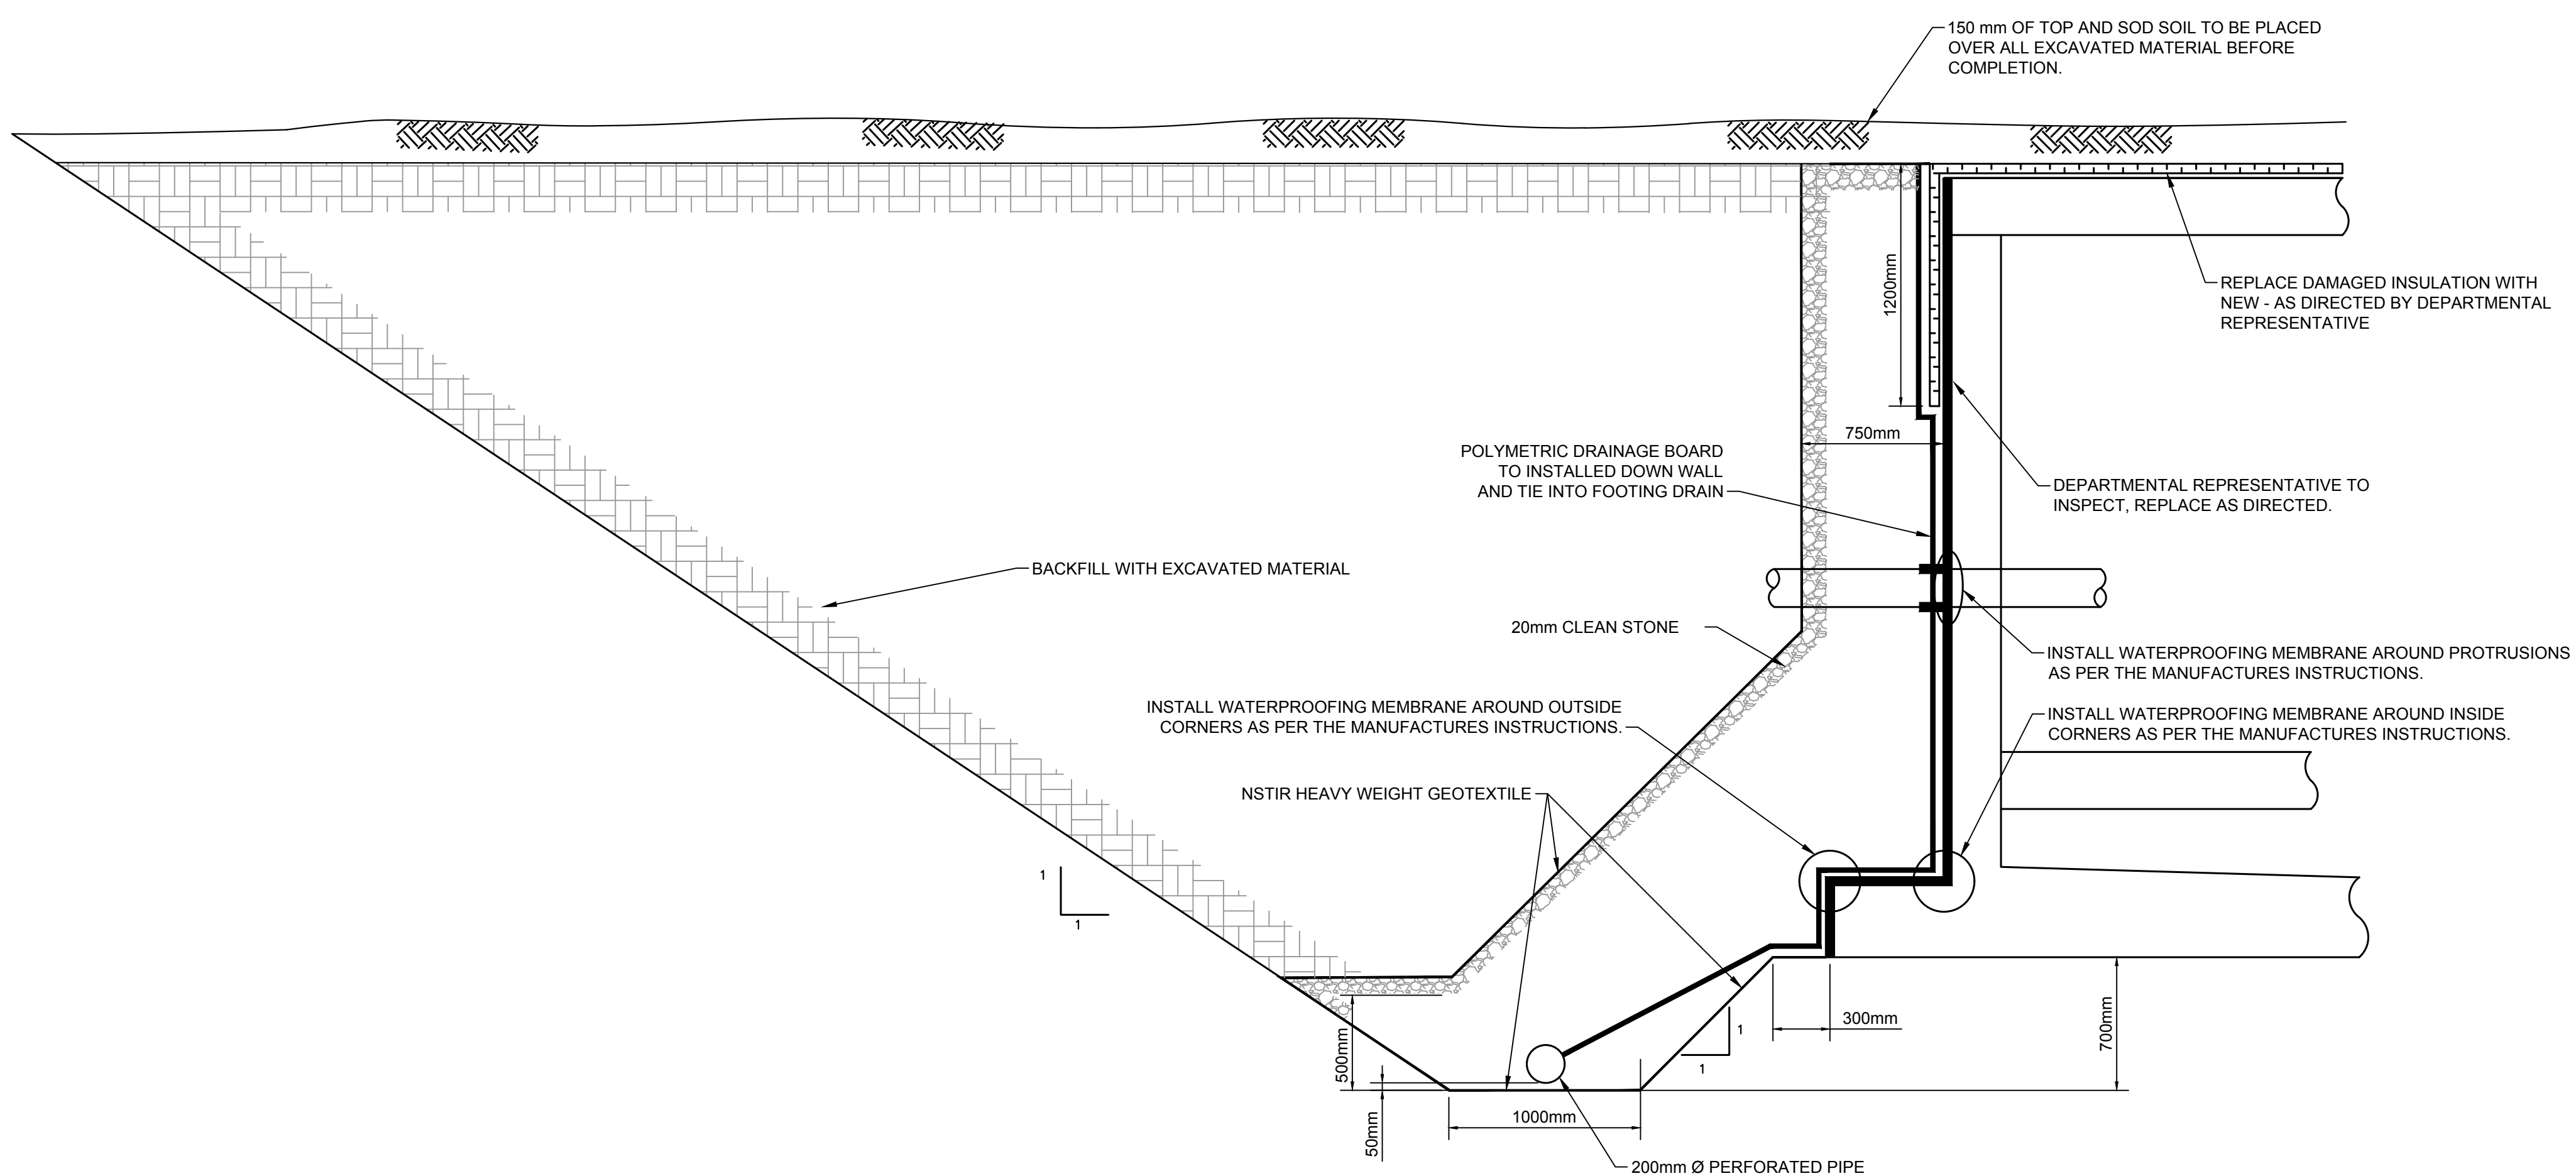 150 mm OF TOP AND SOD SOIL TO BE PLACED
OVER ALL EXCAVATED MATERIAL BEFORE
COMPLETION.
1200mm
REPLACE DAMAGED INSULATION WITH
NEW - AS DIRECTED BY DEPARTMENTAL
REPRESENTATIVE
750mm
POLYMETRIC DRAINAGE BOARD
TO INSTALLED DOWN WALL
AND TIE INTO FOOTING DRAIN
DEPARTMENTAL REPRESENTATIVE TO
INSPECT, REPLACE AS DIRECTED.
BACKFILL WITH EXCAVATED MATERIAL
20mm CLEAN STONE
INSTALL WATERPROOFING MEMBRANE AROUND PROTRUSIONS
AS PER THE MANUFACTURES INSTRUCTIONS.
INSTALL WATERPROOFING MEMBRANE AROUND OUTSIDE
CORNERS AS PER THE MANUFACTURES INSTRUCTIONS.
INSTALL WATERPROOFING MEMBRANE AROUND INSIDE
CORNERS AS PER THE MANUFACTURES INSTRUCTIONS.
NSTIR HEAVY WEIGHT GEOTEXTILE
1
1
300mm
1
1
700mm
500mm
50mm
1000mm
200mm Ø PERFORATED PIPE